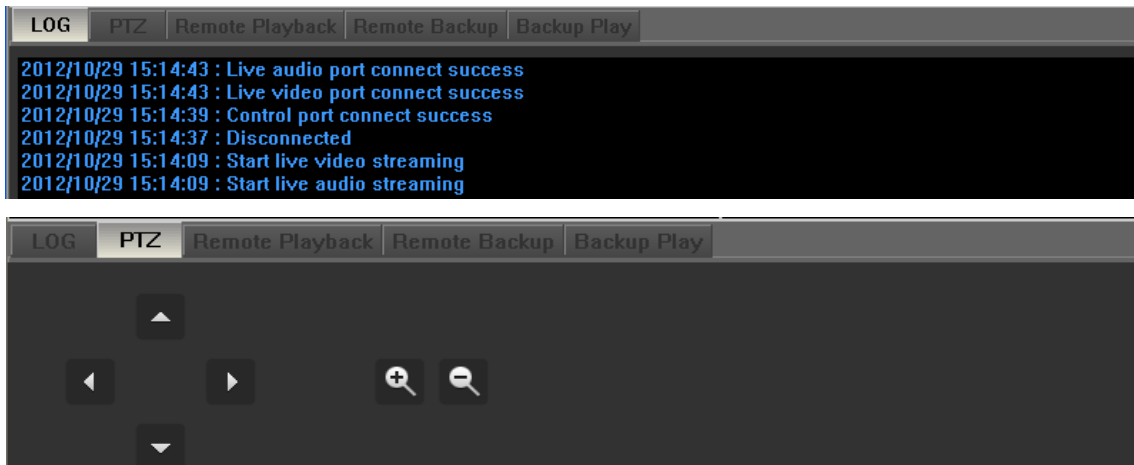 LOG PTZ Remote Playback Remote Backup Backup Play
2012/10/29 15:14:43 : Live audio port connect success
2012/10/29 15:14:43 : Live video port connect success
2012/10/29 15:14:39 : Control port connect success
2012/10/29 15:14:37 : Disconnected
2012/10/29 15:14:09 : Start live video streaming
2012/10/29 15:14:09 : Start live audio streaming
LOG PTZ Remote Playback Remote Backup Backup Play